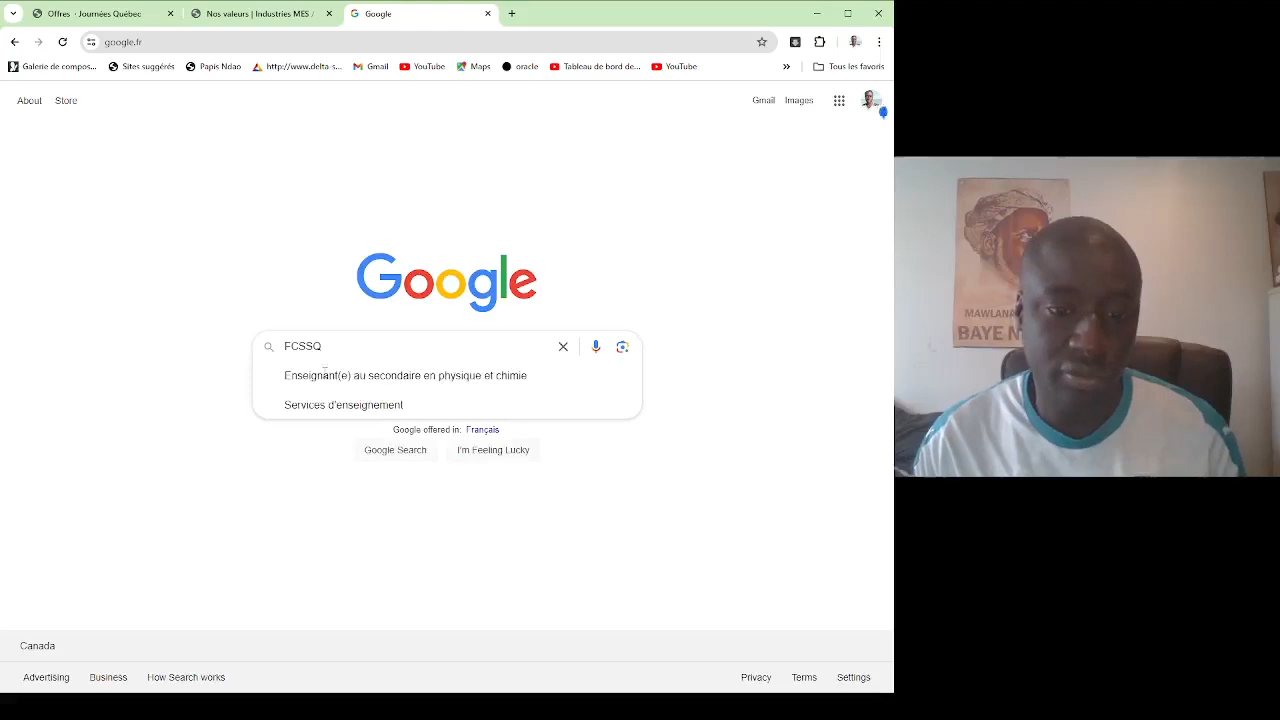 Offres · Journées Québec
Nos valeurs | Industries MES /
Google
google.fr
Galerie de compos...
Sites suggérés
Papis Ndao
http://www.delta-s...
Gmail
YouTube
Maps
oracle
Tableau de bord de...
YouTube
Tous les favoris
About
Store
Gmail
Images
Google
FCSSQ
Enseignant(e) au secondaire en physique et chimie
Services d'enseignement
Google offered in: Français
Google Search
I'm Feeling Lucky
MAWLANA
BAYE N
Canada
Advertising
Business
How Search works
Privacy
Terms
Settings